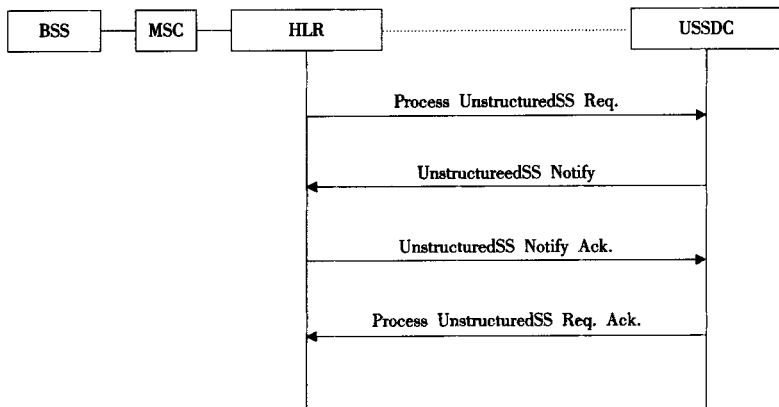 BSS MSC HLR USSDC
Process UnstructuredSS Req.
UnstructureedSS Notify
UnstructuredSS Notify Ack.
Process UnstructuredSS Req. Ack.